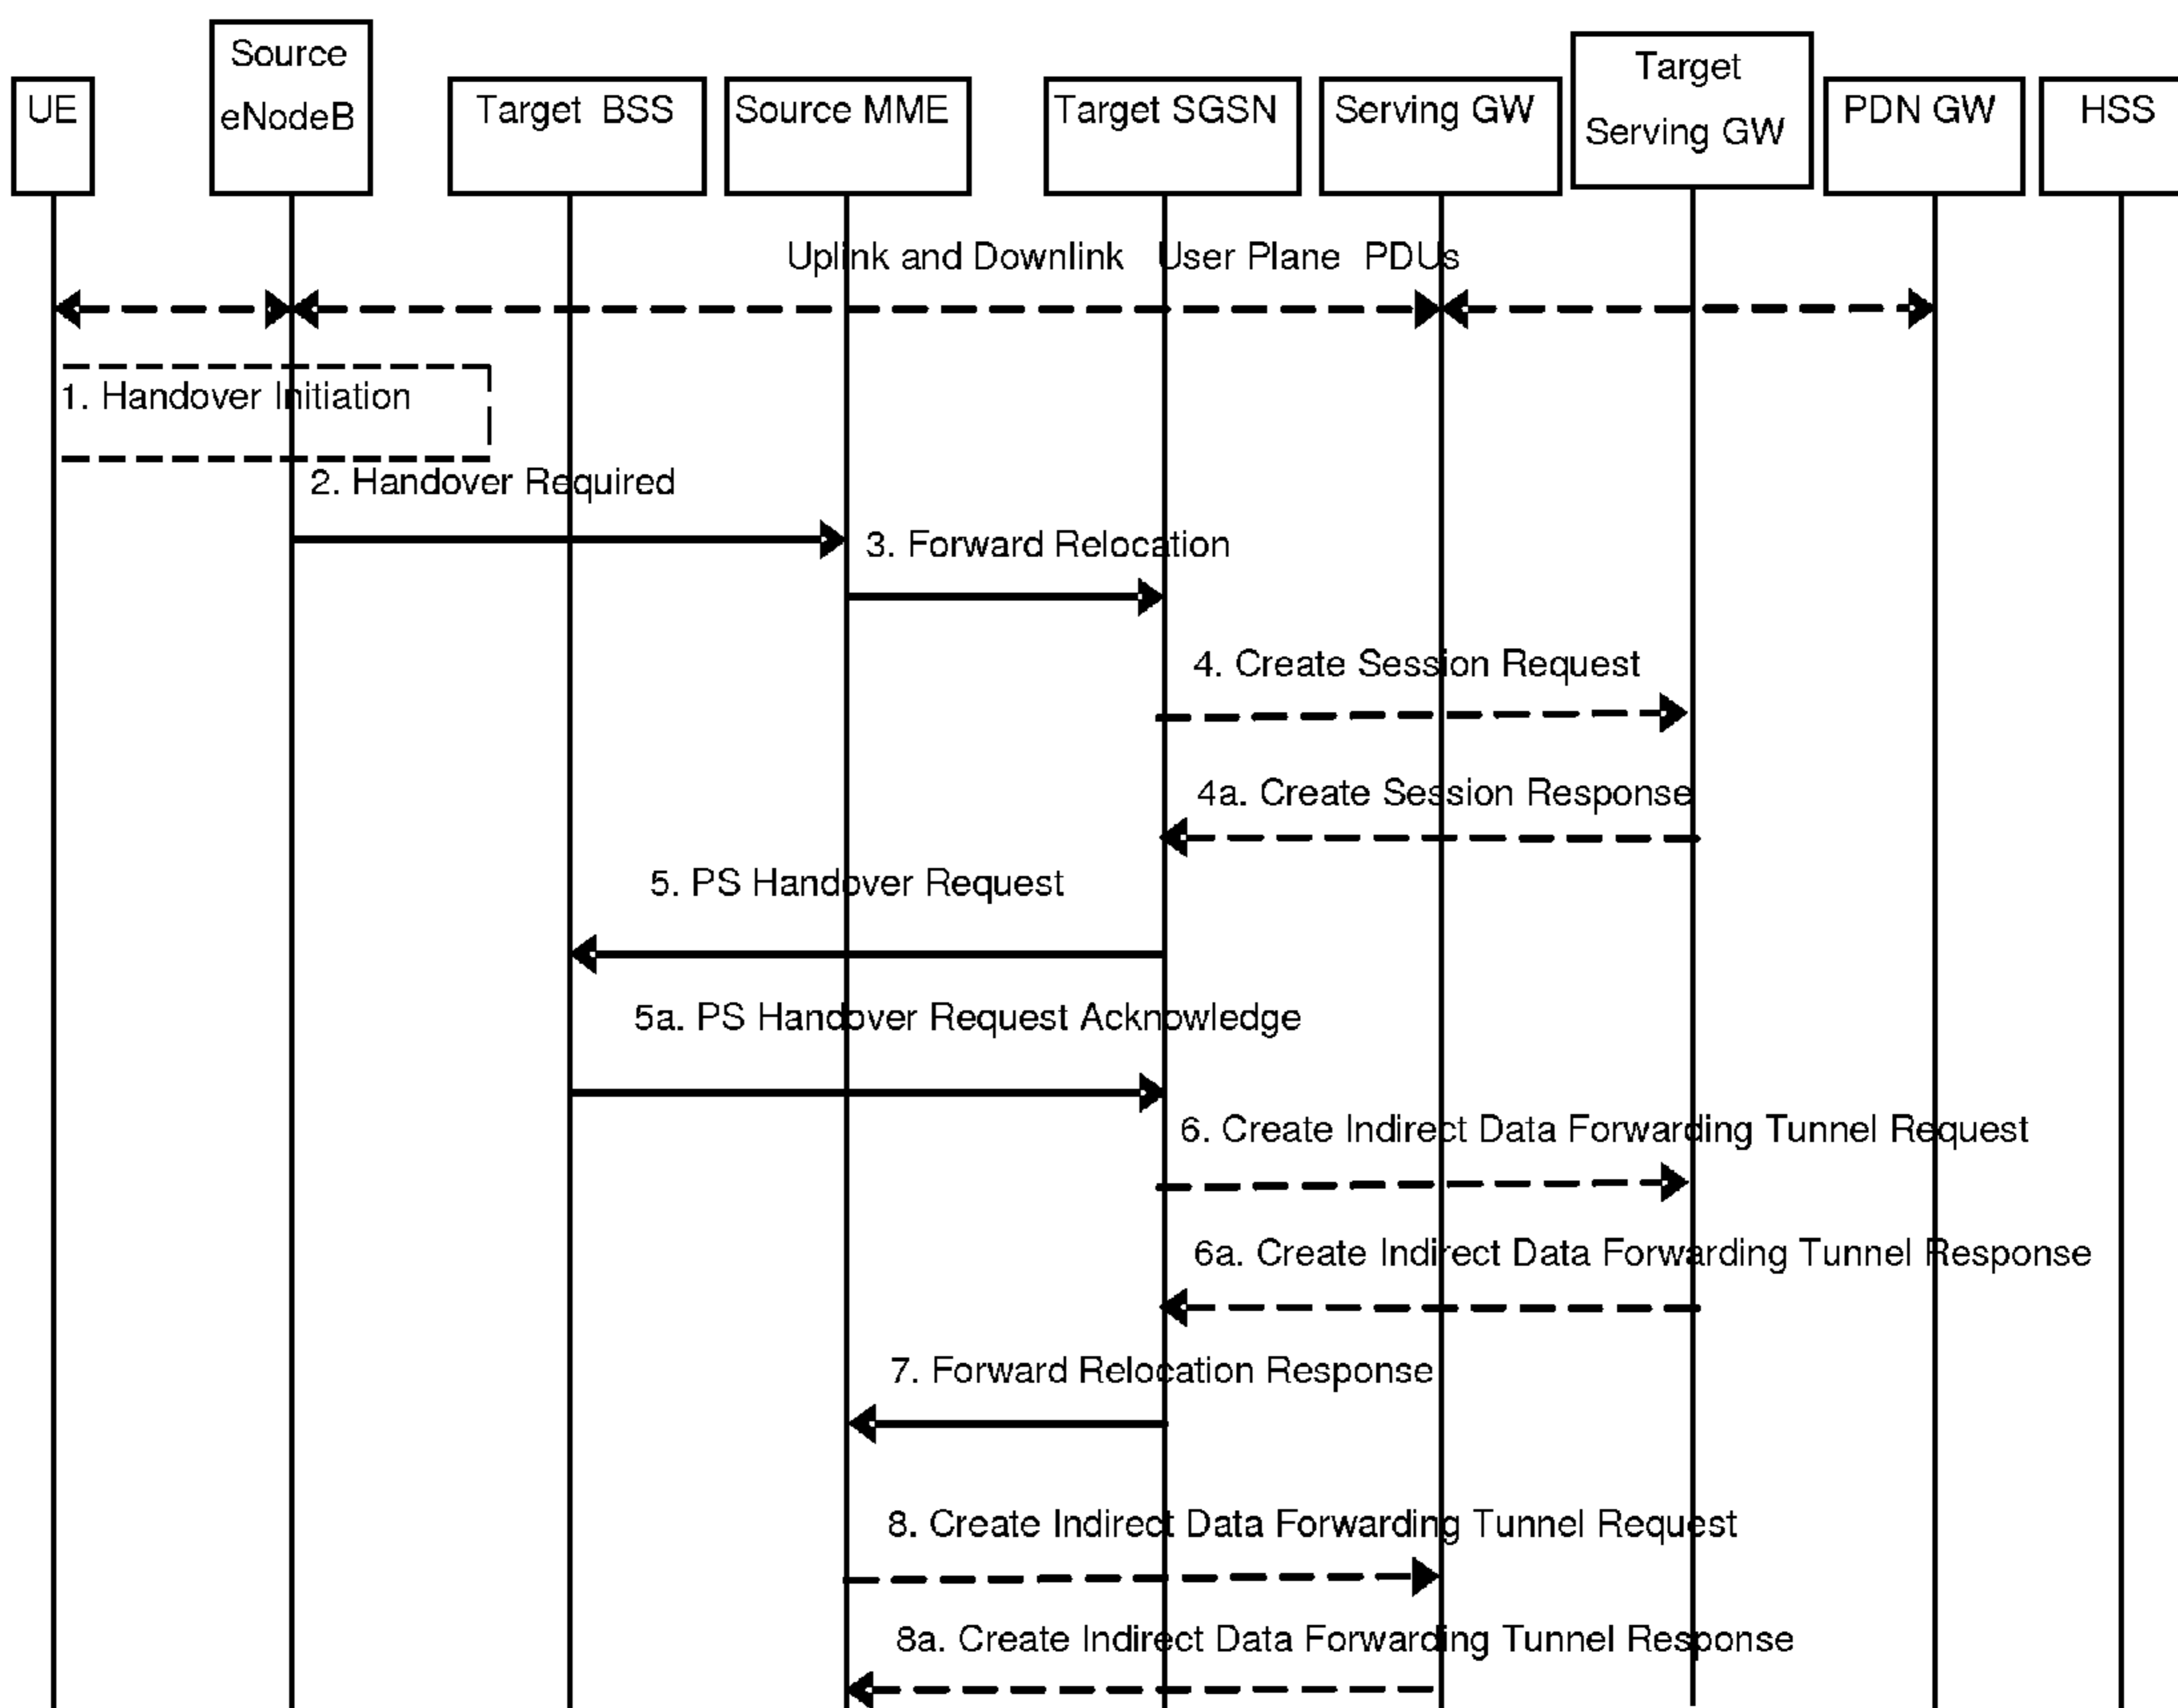 Source
eNodeB
UE
Target BSS
Source MME
Target SGSN
Serving GW
Target
Serving GW
PDN GW
HSS
Uplink and Downlink User Plane PDUs
1. Handover Initiation
2. Handover Required
3. Forward Relocation
4. Create Session Request
4a. Create Session Response
5. PS Handover Request
5a. PS Handover Request Acknowledge
6. Create Indirect Data Forwarding Tunnel Request
6a. Create Indirect Data Forwarding Tunnel Response
7. Forward Relocation Response
8. Create Indirect Data Forwarding Tunnel Request
8a. Create Indirect Data Forwarding Tunnel Response